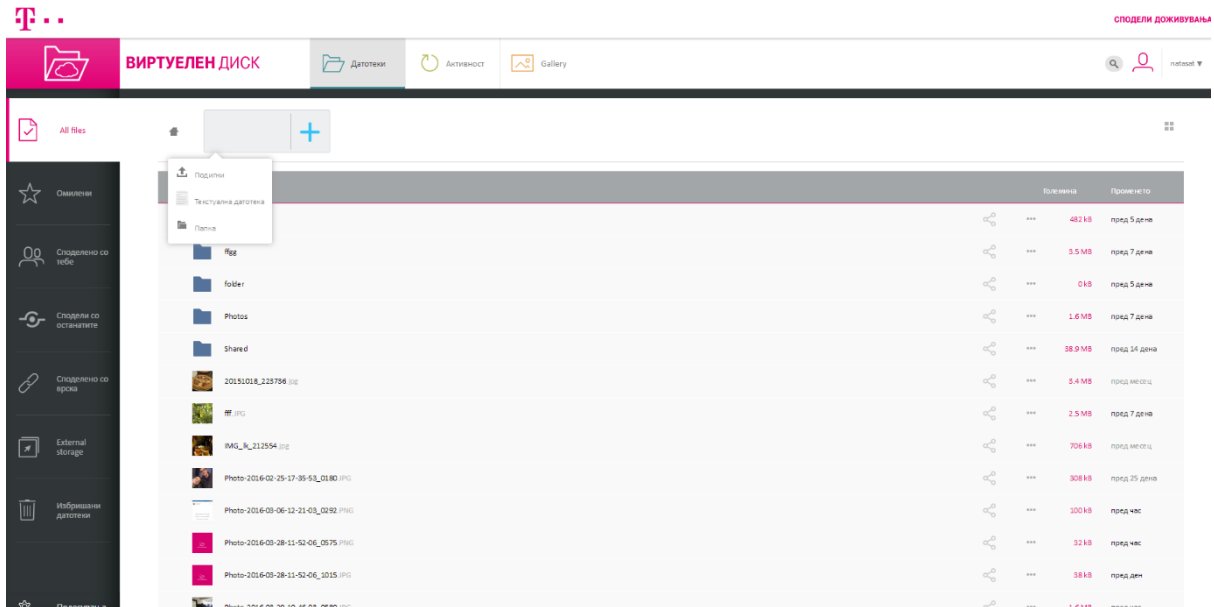 T
СПОДЕЛИ ДОЖИВУВАЊА
ВИРТУЕЛЕН ДИСК
Датотеки
Активност
Gallery
natasat
All files
Подигни
Текстуална датотека
Папка
Големина
Променето
482 kB
пред 5 дена
Омилени
Споделено со
тебе
ffgg
3.5 MB
пред 7 дена
folder
0 kB
пред 5 дена
Сподели со
останатите
Photos
1.6 MB
пред 7 дена
Shared
38.9 MB
пред 14 дена
Споделено со
врска
20151018_223736.jpg
3.4 MB
пред месец
fff.JPG
2.5 MB
пред 7 дена
External
storage
IMG_lk_212554.jpg
706 kB
пред месец
Photo-2016-02-25-17-35-53_0180.JPG
308 kB
пред 25 дена
Избришани
датотеки
Photo-2016-03-06-12-21-03_0292.PNG
100 kB
пред час
Photo-2016-03-28-11-52-06_0575.PNG
32 kB
пред час
Photo-2016-03-28-11-52-06_1015.JPG
38 kB
пред ден